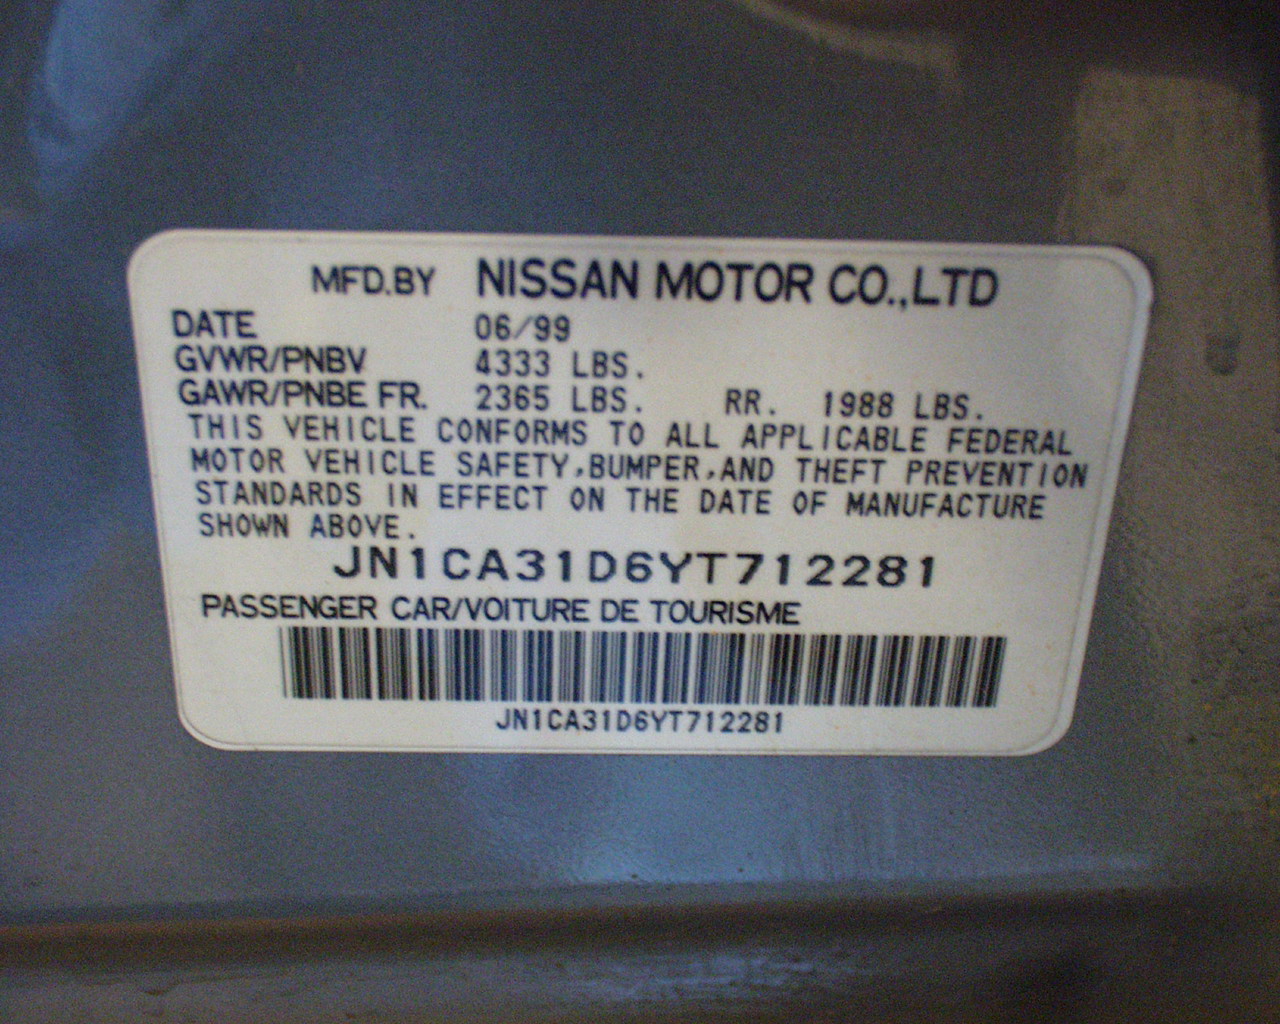 MFD.BY NISSAN MOTOR CO.,LTD
DATE 06/99
GVWR/PNBV 4333 LBS.
GAWR/PNBE FR. 2365 LBS. RR. 1988 LBS.
THIS VEHICLE CONFORMS TO ALL APPLICABLE FEDERAL
MOTOR VEHICLE SAFETY,BUMPER,AND THEFT PREVENTION
STANDARDS IN EFFECT ON THE DATE OF MANUFACTURE
SHOWN ABOVE.
JN1CA31D6YT712281
PASSENGER CAR/VOITURE DE TOURISME
JN1CA31D6YT712281